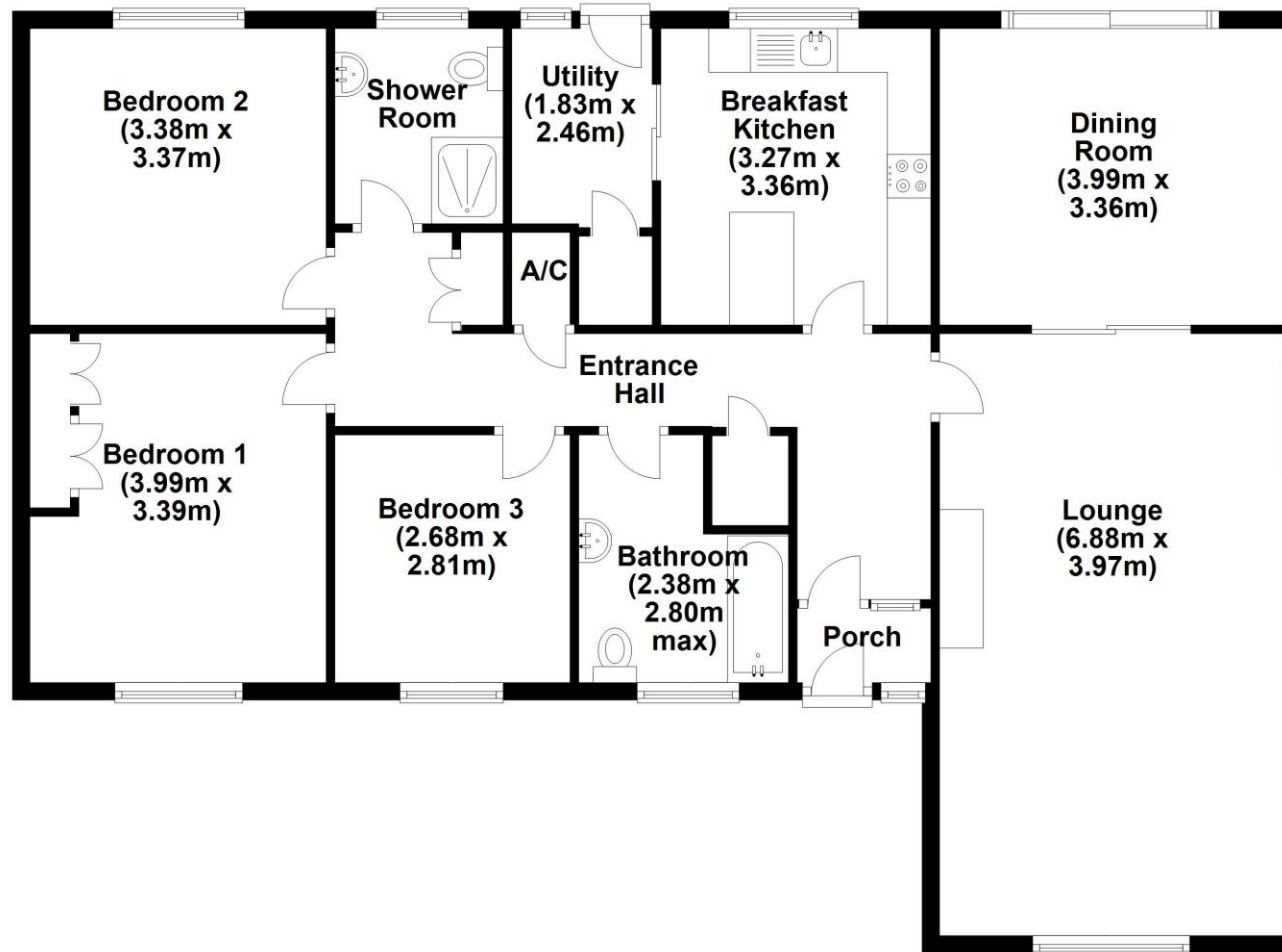 Bedroom 2
(3.38m x
3.37m)
Shower
Room
Utility
(1.83m x
2.46m)
Breakfast
Kitchen
(3.27m x
3.36m)
Dining
Room
(3.99m x
3.36m)
A/C
Entrance
Hall
Bedroom 1
(3.99m x
3.39m)
Bedroom 3
(2.68m x
2.81m)
Bathroom
(2.38m x
2.80m
max)
Porch
Lounge
(6.88m x
3.97m)